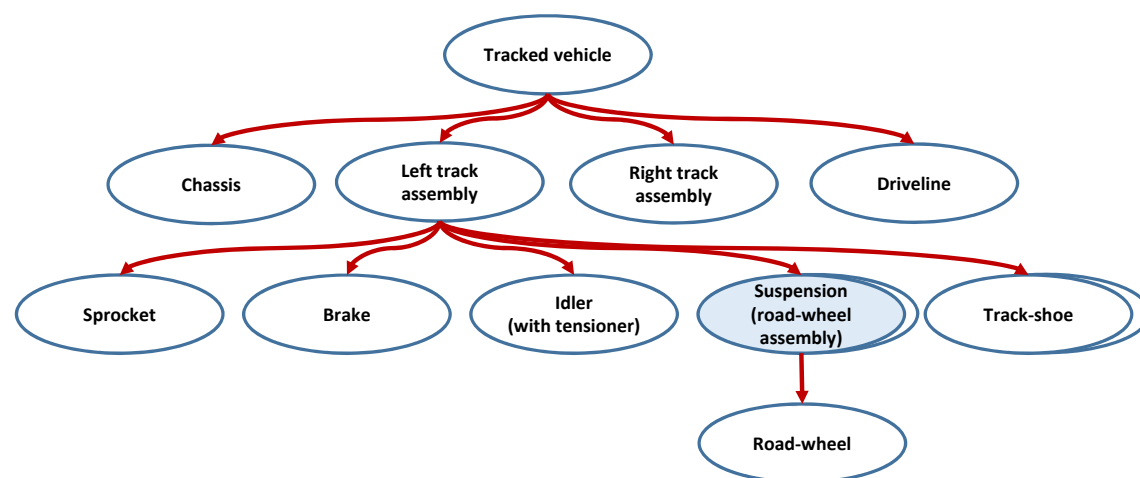 Tracked vehicle
Chassis
Left track
assembly
Right track
assembly
Driveline
Sprocket
Brake
Idler
(with tensioner)
Suspension
(road-wheel
assembly)
Track-shoe
Road-wheel